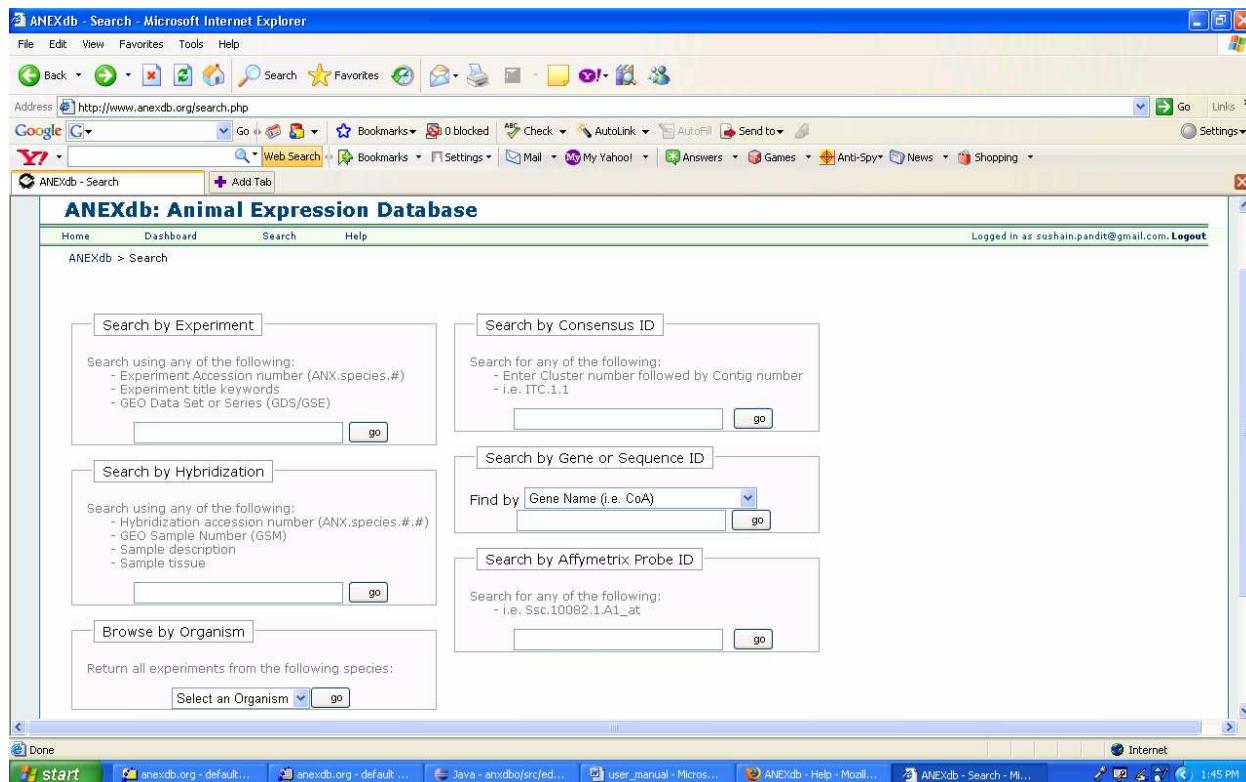 ANEXdb - Search - Microsoft Internet Explorer
File Edit View Favorites Tools Help
Back Search Favorites
Address http://www.anexdb.org/search.php Go Links
Google G Go Bookmarks 0 blocked ABC Check AutoLink AutoFill Send to Settings
Y! Web Search Bookmarks Settings Mail My My Yahoo! Answers Games Anti-Spy News Shopping
ANEXdb - Search Add Tab
ANEXdb: Animal Expression Database
Home Dashboard Search Help Logged in as sushain.pandit@gmail.com. Logout
ANEXdb > Search
Search by Experiment
Search using any of the following:
- Experiment Accession number (ANX.species.#)
- Experiment title keywords
- GEO Data Set or Series (GDS/GSE)
go
Search by Hybridization
Search using any of the following:
- Hybridization accession number (ANX.species.#.#)
- GEO Sample Number (GSM)
- Sample description
- Sample tissue
go
Browse by Organism
Return all experiments from the following species:
Select an Organism go
Search by Consensus ID
Search for any of the following:
- Enter Cluster number followed by Contig number
- i.e. ITC.1.1
go
Search by Gene or Sequence ID
Find by Gene Name (i.e. CoA)
go
Search by Affymetrix Probe ID
Search for any of the following:
- i.e. Ssc.10082.1.A1_at
go
Done Internet
start anexdb.org - default... anexdb.org - default ... Java - anxdbo/src/ed... user_manual - Micros... ANEXdb - Help - Mozill... ANEXdb - Search - Mi... 1:45 PM